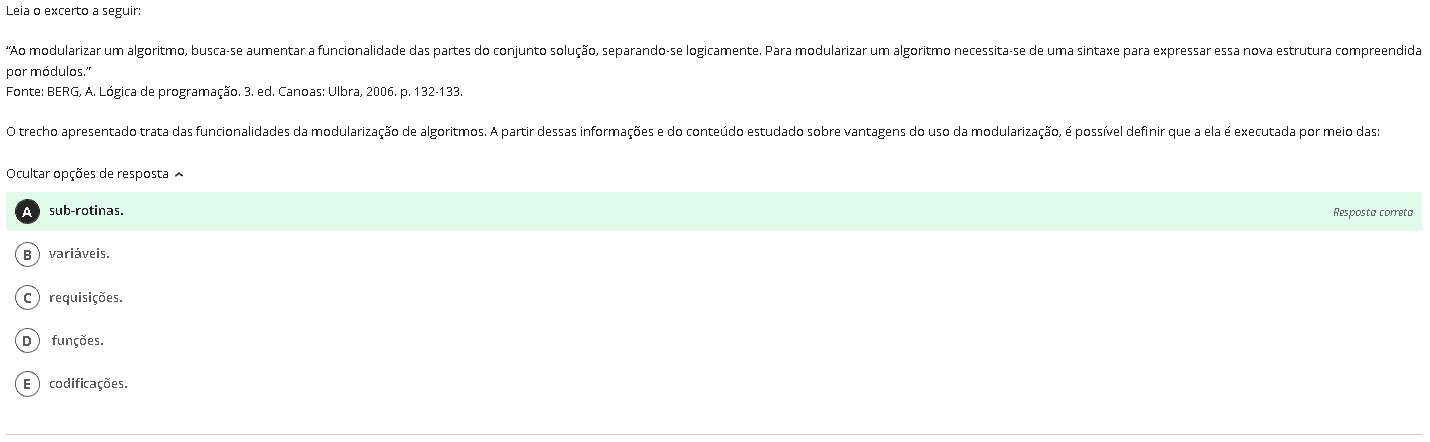 Leia o excerto a seguir:
“Ao modularizar um algoritmo, busca-se aumentar a funcionalidade das partes do conjunto solução, separando-se logicamente. Para modularizar um algoritmo necessita-se de uma sintaxe para expressar essa nova estrutura compreendida
por módulos.”
Fonte: BERG, A. Lógica de programação. 3. ed. Canoas: Ulbra, 2006. p. 132-133.
O trecho apresentado trata das funcionalidades da modularização de algoritmos. A partir dessas informações e do conteúdo estudado sobre vantagens do uso da modularização, é possível definir que a ela é executada por meio das:
Ocultar opções de resposta
A sub-rotinas. Resposta correta
B variáveis.
C requisições.
D funções.
E codificações.